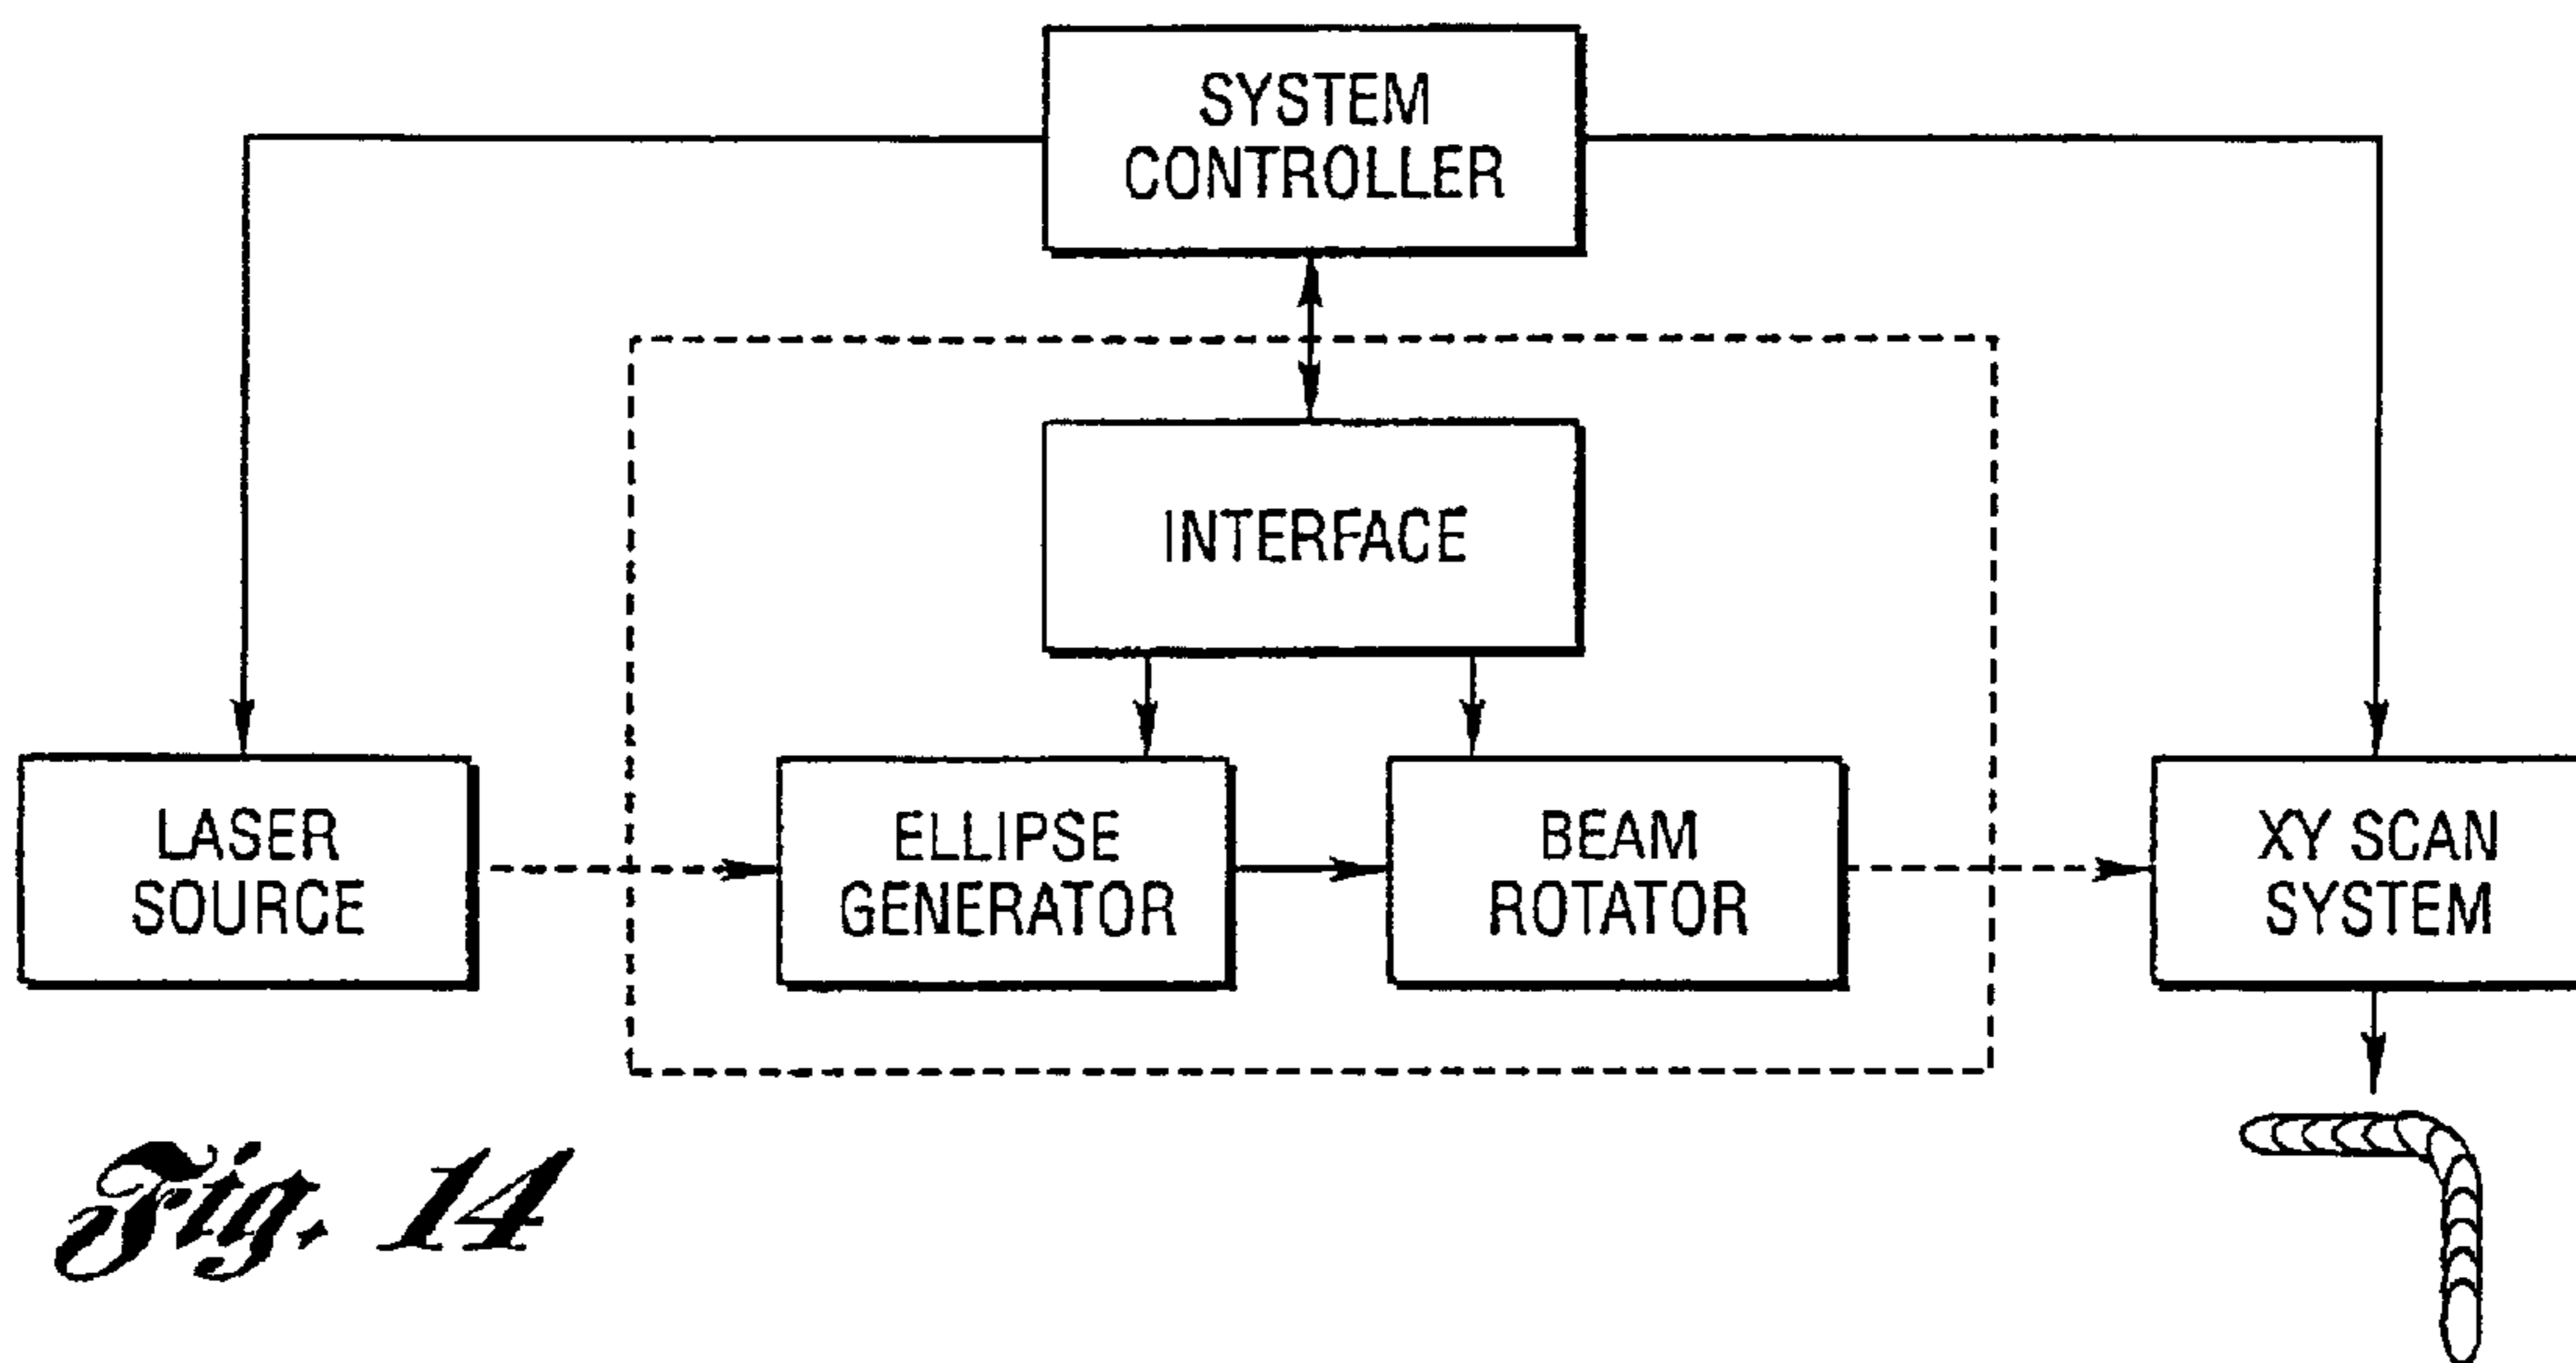 SYSTEM
CONTROLLER
INTERFACE
LASER
SOURCE
ELLIPSE
GENERATOR
BEAM
ROTATOR
XY SCAN
SYSTEM
Fig. 14